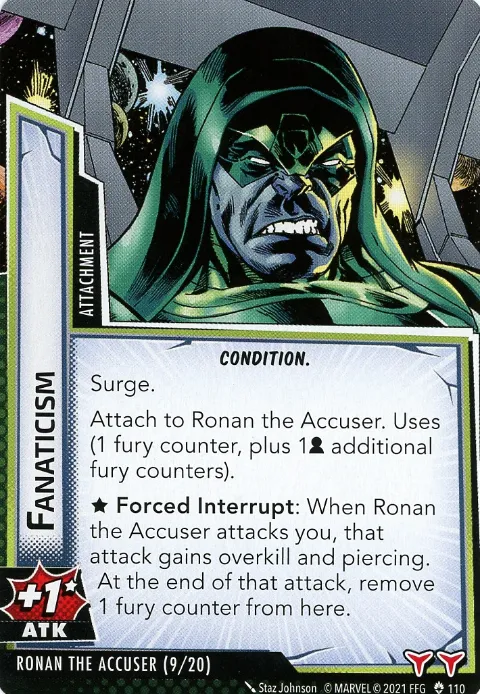 ATTACHMENT
FANATICISM
CONDITION.
Surge.
Attach to Ronan the Accuser. Uses
(1 fury counter, plus 1 additional
fury counters).
★ Forced Interrupt: When Ronan
the Accuser attacks you, that
attack gains overkill and piercing.
At the end of that attack, remove
1 fury counter from here.
+1★
ATK
RONAN THE ACCUSER (9/20)
Staz Johnson © MARVEL © 2021 FFG 110